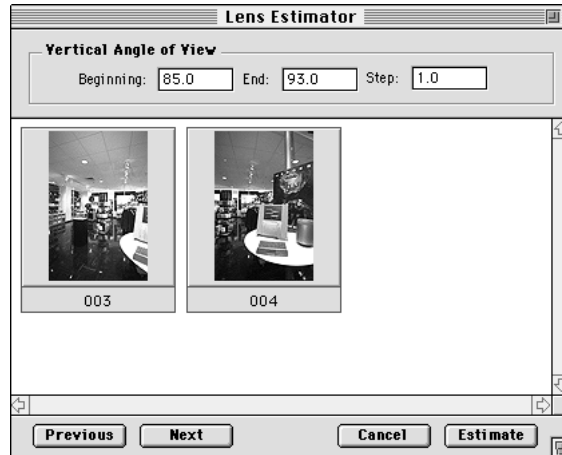 Lens Estimator
Vertical Angle of View
Beginning: 85.0 End: 93.0 Step: 1.0
003 004
Previous Next Cancel Estimate